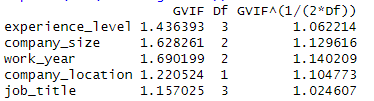 GVIF Df GVIF^(1/(2*Df))
experience_level 1.436393 3 1.062214
company_size 1.628261 2 1.129616
work_year 1.690199 2 1.140209
company_location 1.220524 1 1.104773
job_title 1.157025 3 1.024607